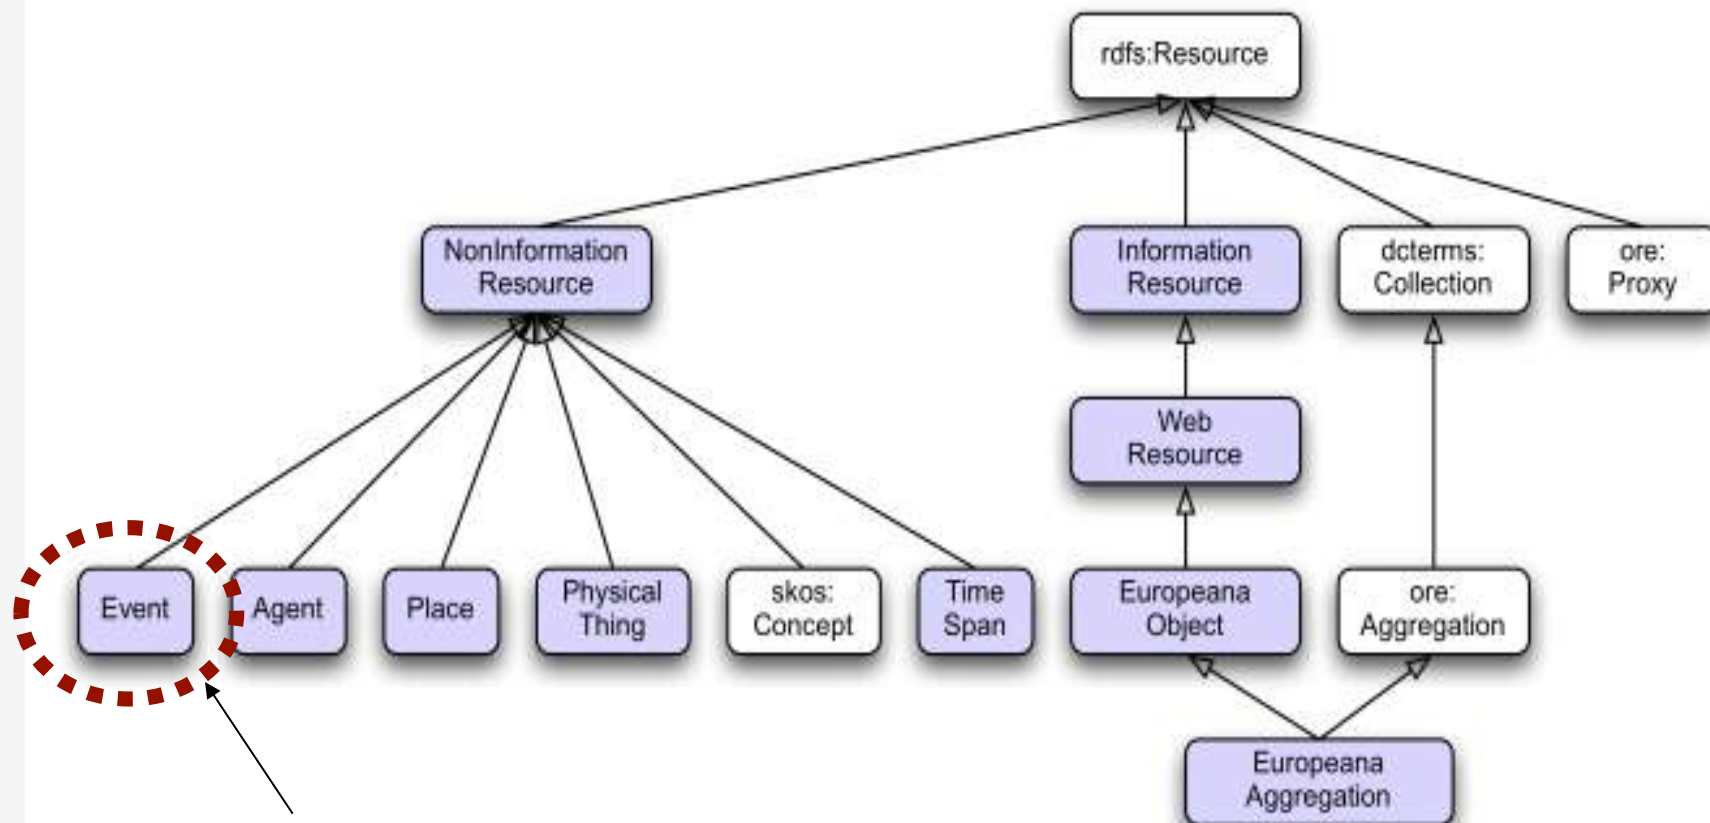 rdfs:Resource
NonInformation
Resource
Information
Resource
dcterms:
Collection
ore:
Proxy
Web
Resource
Event
Agent
Place
Physical
Thing
skos:
Concept
Time
Span
Europeana
Object
ore:
Aggregation
Europeana
Aggregation